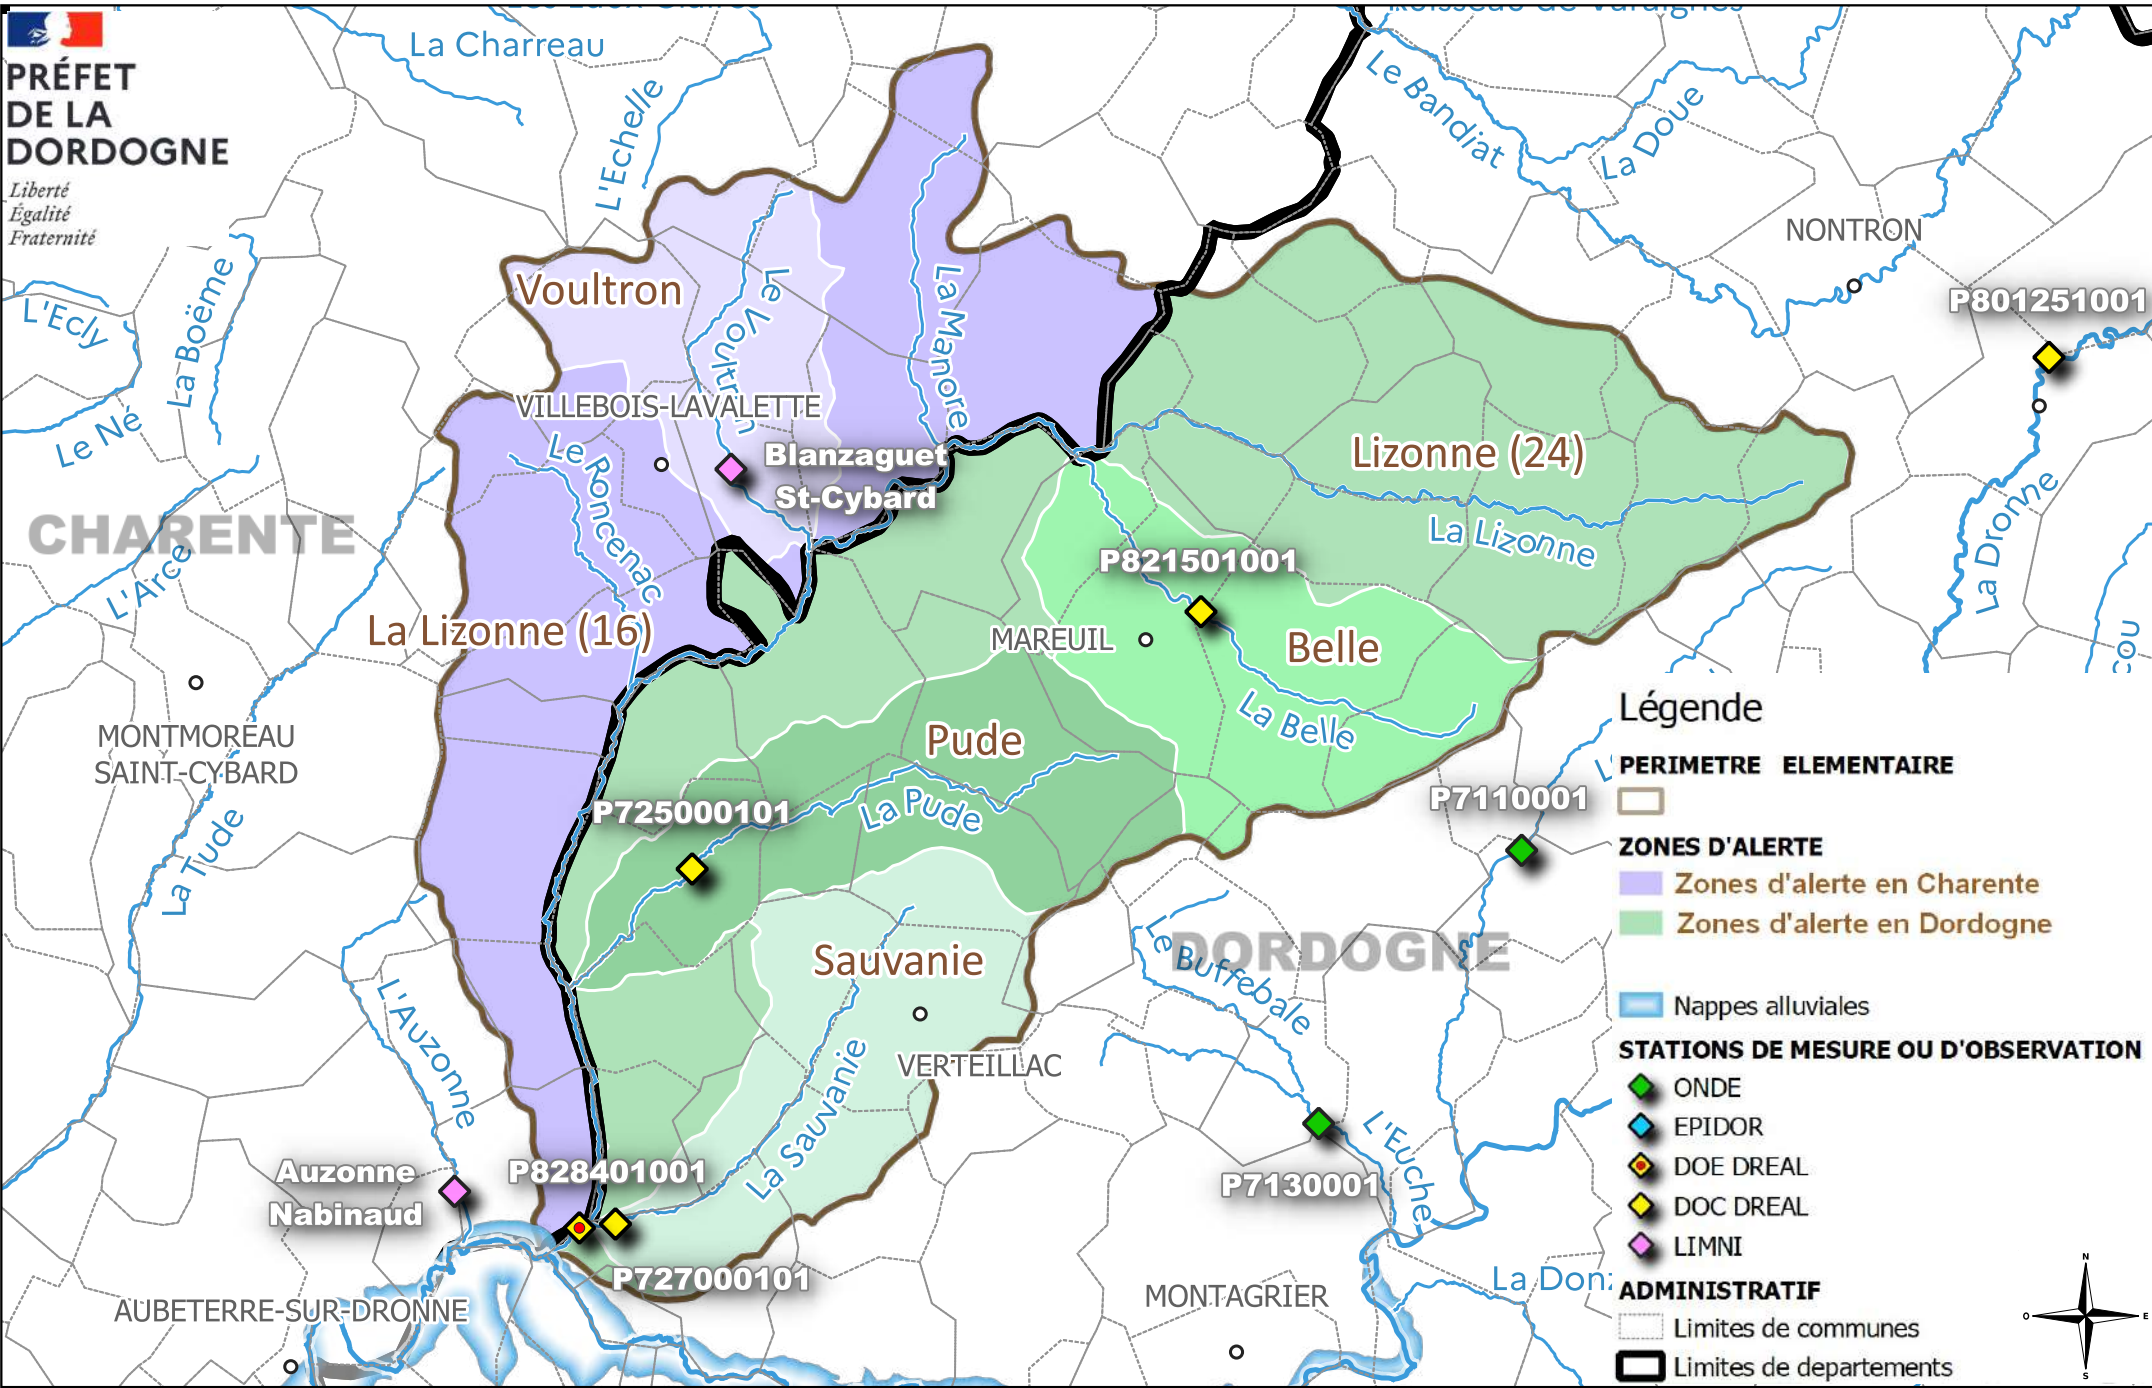 PRÉFET
DE LA
DORDOGNE
Liberté
Égalité
Fraternité
La Charreau
L'Echelle
Le Bandiat
La Doue
NONTRON
P801251001
L'Ecly
La Boëme
Le Né
Voultron
Le Voultron
La Manore
VILLEBOIS-LAVALETTE
Le Roncenac
Blanzaguet
St-Cybard
Lizonne (24)
La Lizonne
La Dronne
CHARENTE
L'Arce
La Lizonne (16)
P821501001
MAREUIL
Belle
La Belle
MONTMOREAU
SAINT-CYBARD
La Tude
Pude
La Pude
P725000101
P7110001
Sauvanie
La Sauvanie
VERTEILLAC
DORDOGNE
Le Buffebale
L'Auzonne
Auzonne
Nabinaud
P828401001
P727000101
P7130001
L'Euche
AUBETERRE-SUR-DRONNE
MONTAGRIER
La Donz
Légende
PERIMETRE ELEMENTAIRE
ZONES D'ALERTE
Zones d'alerte en Charente
Zones d'alerte en Dordogne
Nappes alluviales
STATIONS DE MESURE OU D'OBSERVATION
ONDE
EPIDOR
DOE DREAL
DOC DREAL
LIMNI
ADMINISTRATIF
Limites de communes
Limites de departements
N
O
E
S